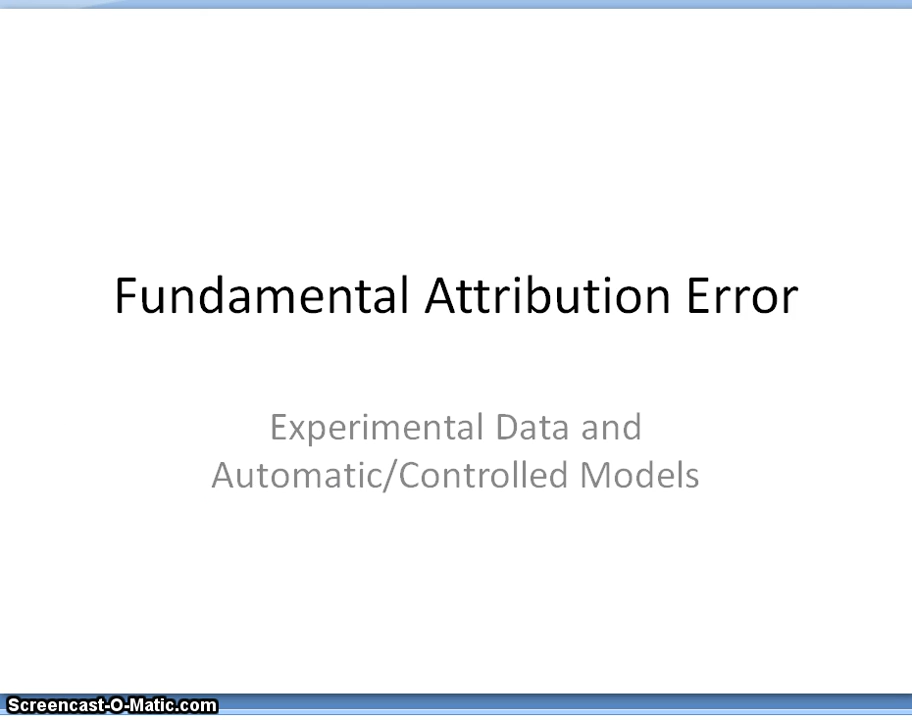 Fundamental Attribution Error
Experimental Data and
Automatic/Controlled Models
Screencast-O-Matic.com